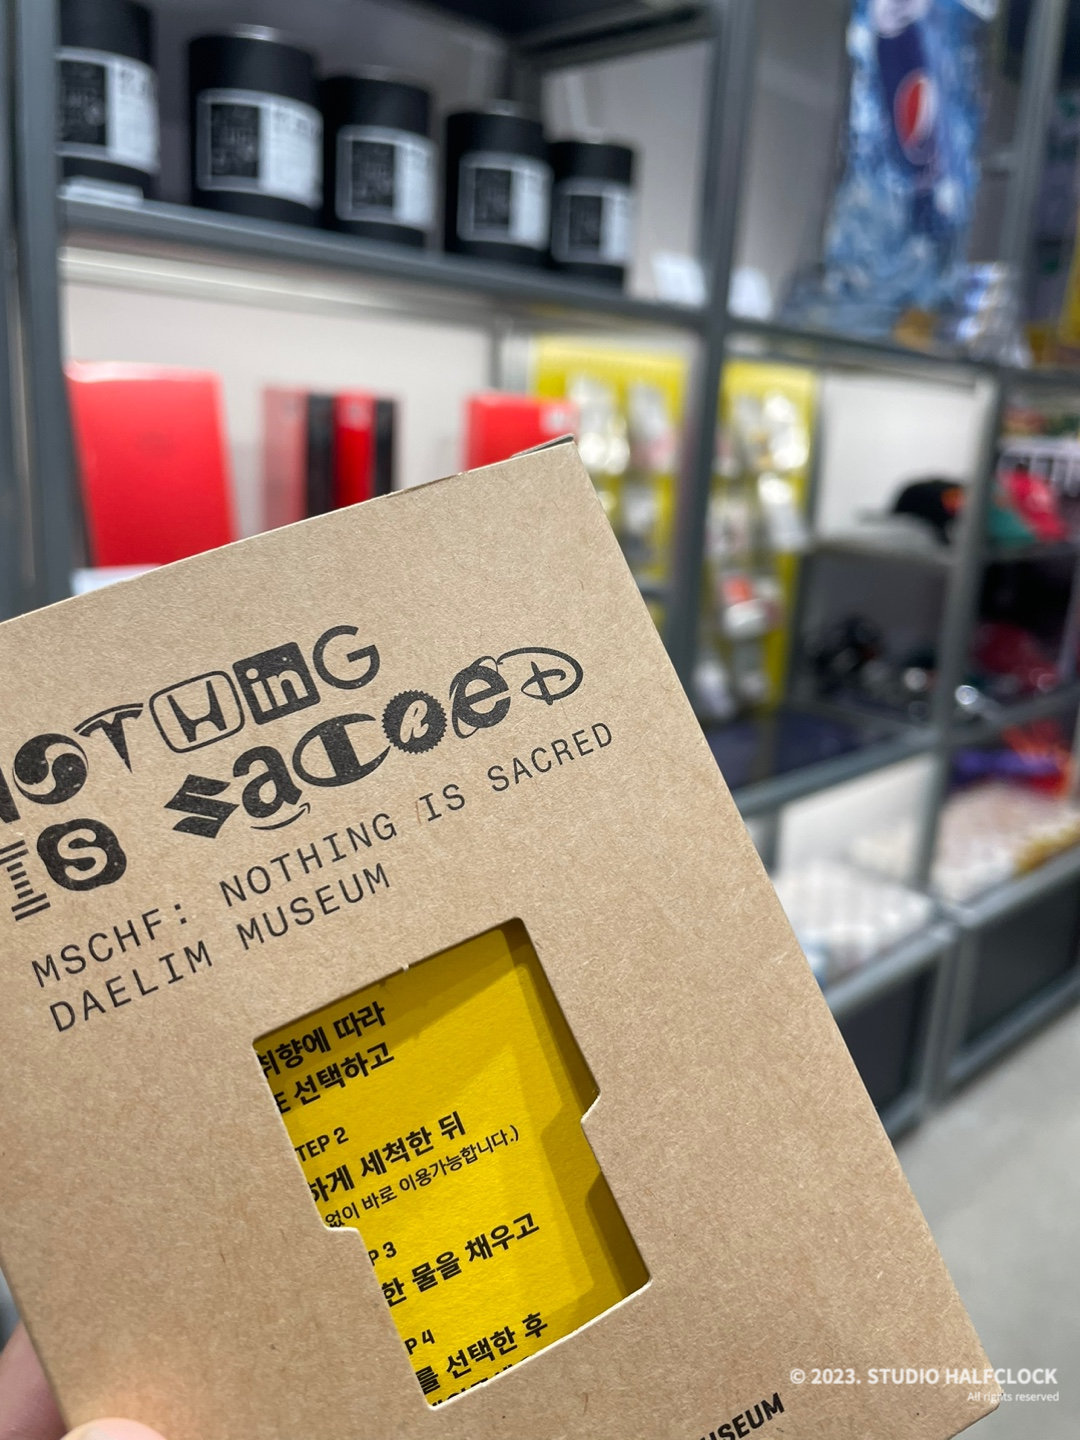 NOTHinG
IS SaCRED
MSCHF: NOTHING IS SACRED
DAELIM MUSEUM
취향에 따라
선택하고
TEP 2
하게 세척한 뒤
없이 바로 이용가능합니다.)
P 3
한 물을 채우고
P 4
를 선택한 후
USEUM
© 2023. STUDIO HALFCLOCK
All rights reserved